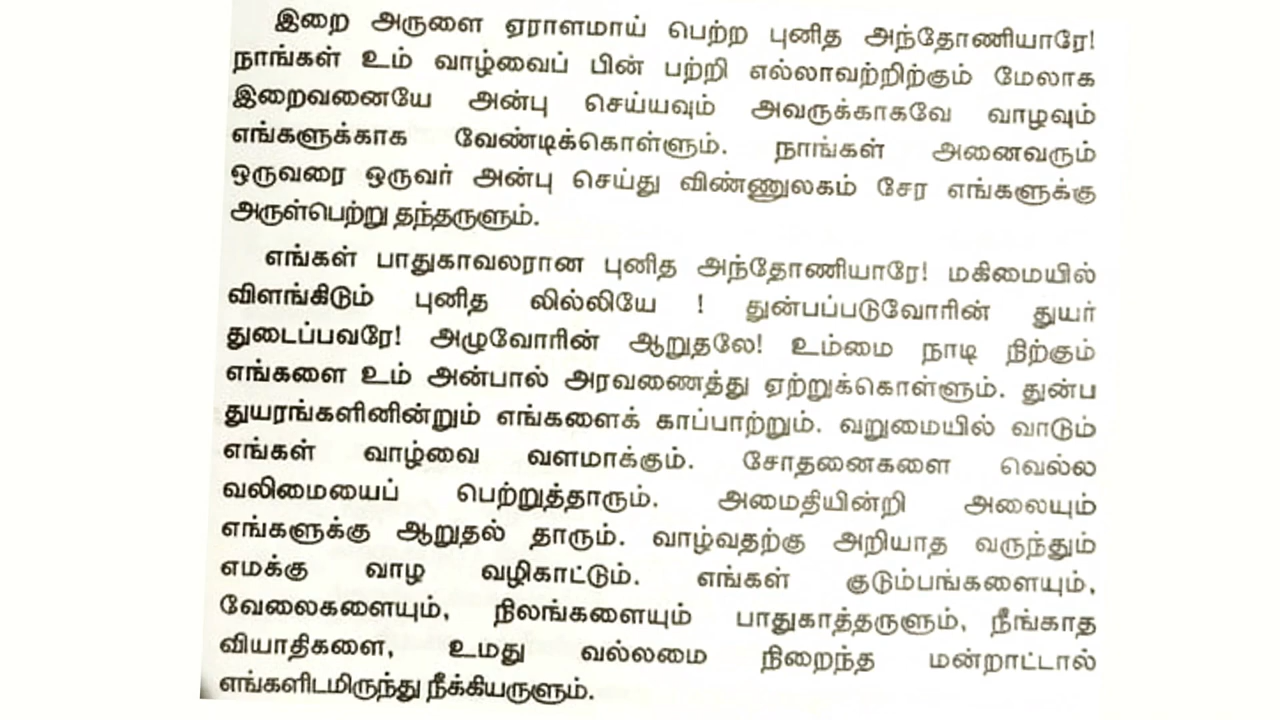 இறை அருளை ஏராளமாய் பெற்ற புனித அந்தோணியாரே!
நாங்கள் உம் வாழ்வைப் பின் பற்றி எல்லாவற்றிற்கும் மேலாக
இறைவனையே அன்பு செய்யவும் அவருக்காகவே வாழவும்
எங்களுக்காக வேண்டிக்கொள்ளும். நாங்கள் அனைவரும்
ஒருவரை ஒருவர் அன்பு செய்து விண்ணுலகம் சேர எங்களுக்கு
அருள்பெற்று தந்தருளும்.
எங்கள் பாதுகாவலரான புனித அந்தோணியாரே! மகிமையில்
விளங்கிடும் புனித லில்லியே ! துன்பப்படுவோரின் துயர்
துடைப்பவரே! அழுவோரின் ஆறுதலே! உம்மை நாடி நிற்கும்
எங்களை உம் அன்பால் அரவணைத்து ஏற்றுக்கொள்ளும். துன்ப
துயரங்களினின்றும் எங்களைக் காப்பாற்றும். வறுமையில் வாடும்
எங்கள் வாழ்வை வளமாக்கும். சோதனைகளை வெல்ல
வலிமையைப் பெற்றுத்தாரும். அமைதியின்றி அலையும்
எங்களுக்கு ஆறுதல் தாரும். வாழ்வதற்கு அறியாத வருந்தும்
எமக்கு வாழ வழிகாட்டும். எங்கள் குடும்பங்களையும்,
வேலைகளையும், நிலங்களையும் பாதுகாத்தருளும், நீங்காத
வியாதிகளை, உமது வல்லமை நிறைந்த மன்றாட்டால்
எங்களிடமிருந்து நீக்கியருளும்.